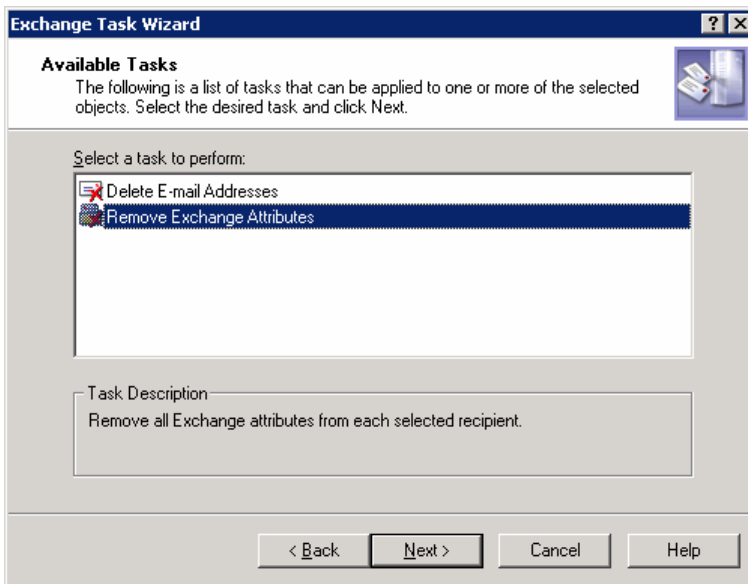 Exchange Task Wizard
Available Tasks
The following is a list of tasks that can be applied to one or more of the selected
objects. Select the desired task and click Next.
Select a task to perform:
Delete E-mail Addresses
Remove Exchange Attributes
Task Description
Remove all Exchange attributes from each selected recipient.
< Back
Next >
Cancel
Help